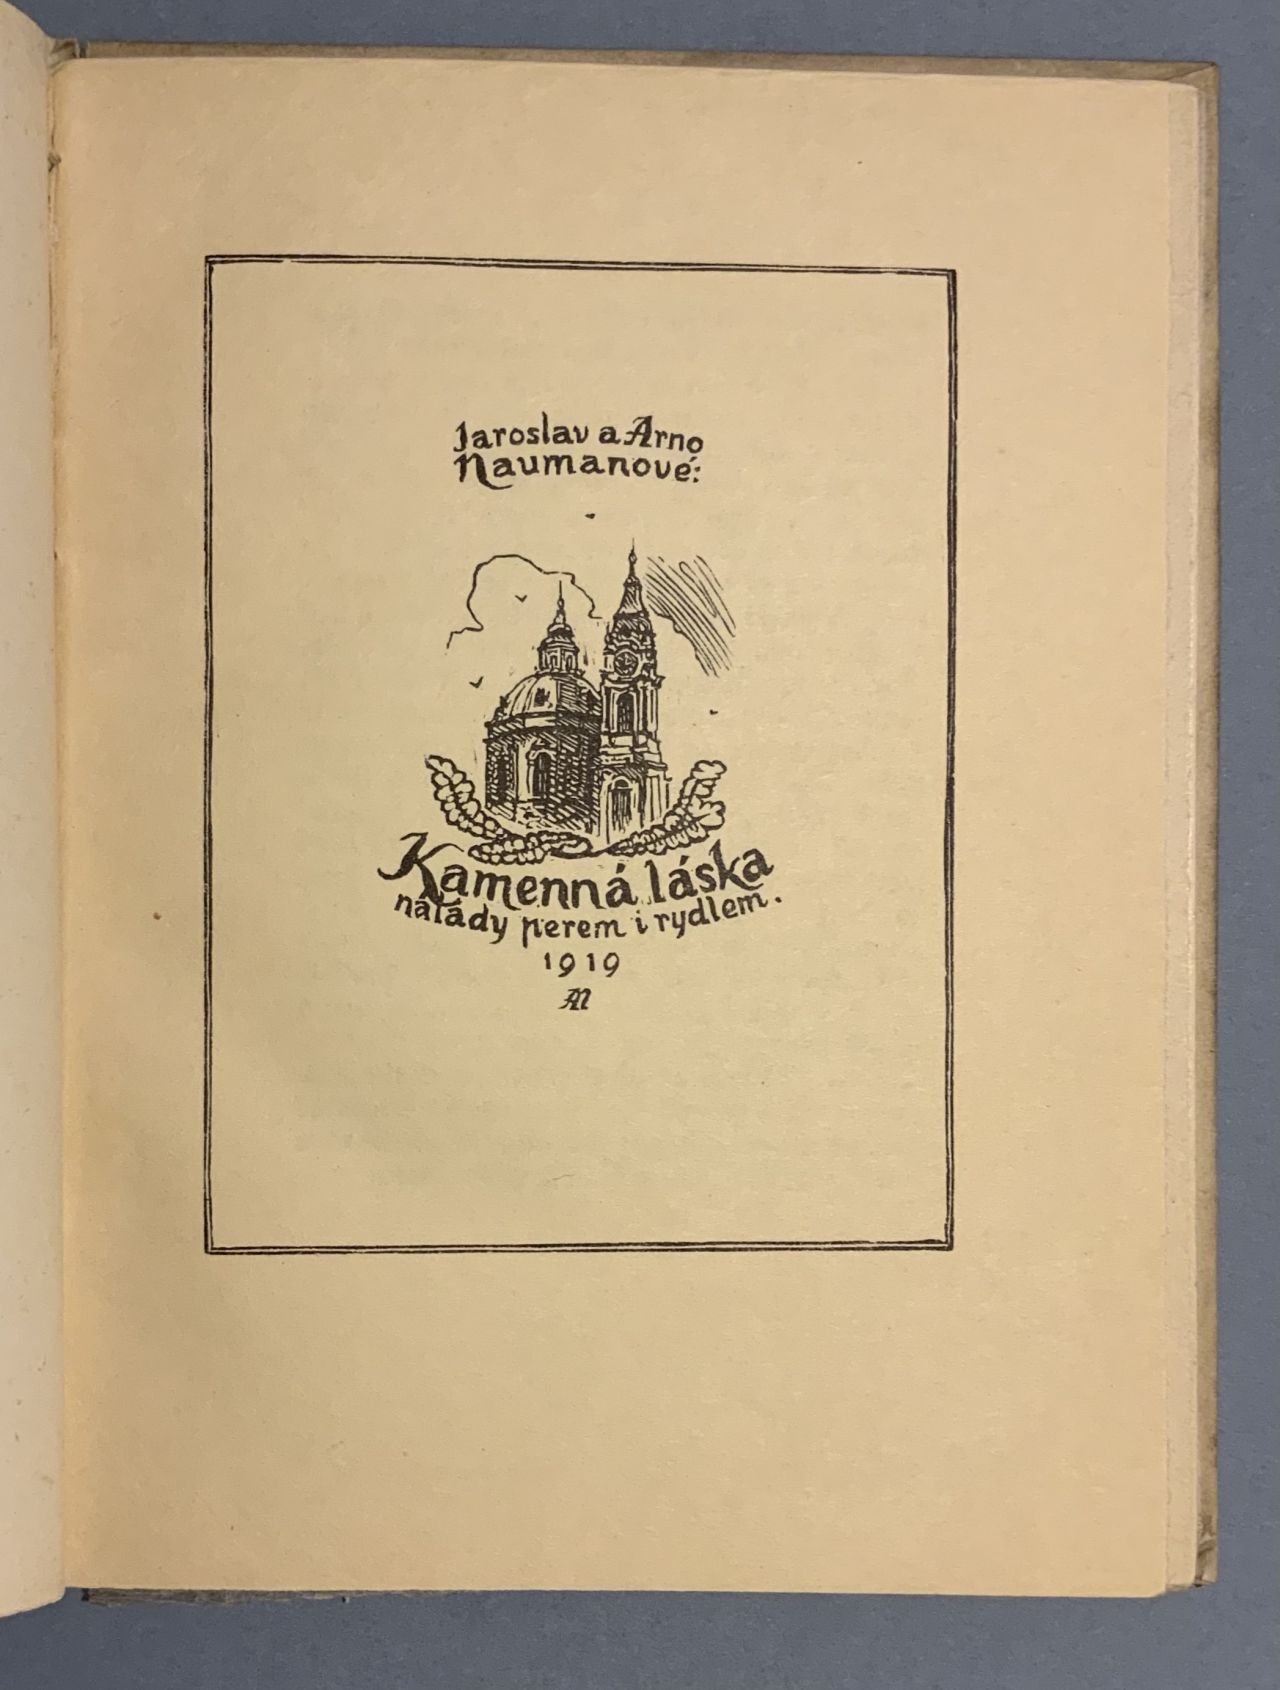 Jaroslav a Arno
Naumanové:
Kamenná láska
nálady perem i rydlem.
1919
AN